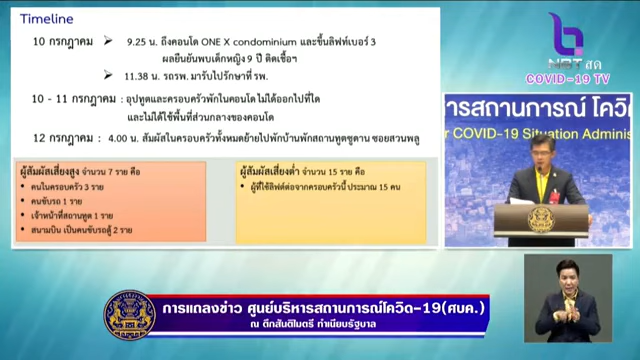 Timeline
10 กรกฎาคม ➢ 9.25 น. ถึงคอนโด ONE X condominium และขึ้นลิฟท์เบอร์ 3
ผลยืนยันพบเด็กหญิง 9 ปี ติดเชื้อฯ
➢ 11.38 น. รถรพ. มารับไปรักษาที่ รพ.
10 - 11 กรกฎาคม : อุปทูตและครอบครัวพักในคอนโด ไม่ได้ออกไปที่ใด
และไม่ได้ใช้พื้นที่ส่วนกลางของคอนโด
12 กรกฎาคม : 4.00 น. สัมผัสในครอบครัวทั้งหมดย้ายไปพักบ้านพักสถานทูตซูดาน ซอยสวนพลู
ผู้สัมผัสเสี่ยงสูง จำนวน 7 ราย คือ
• คนในครอบครัว 3 ราย
• คนขับรถ 1 ราย
• เจ้าหน้าที่สถานทูต 1 ราย
• สนามบิน เป็นคนขับรถตู้ 2 ราย
ผู้สัมผัสเสี่ยงต่ำ จำนวน 15 ราย คือ
• ผู้ที่ใช้ลิฟต์ต่อจากครอบครัวนี้ ประมาณ 15 คน
NBT สด
COVID-19 TV
หารสถานการณ์ โควิ
r COVID-19 Situation Adminis
การแถลงข่าว ศูนย์บริหารสถานการณ์โควิด-19(ศบค.)
ณ ตึกสันติไมตรี ทำเนียบรัฐบาล